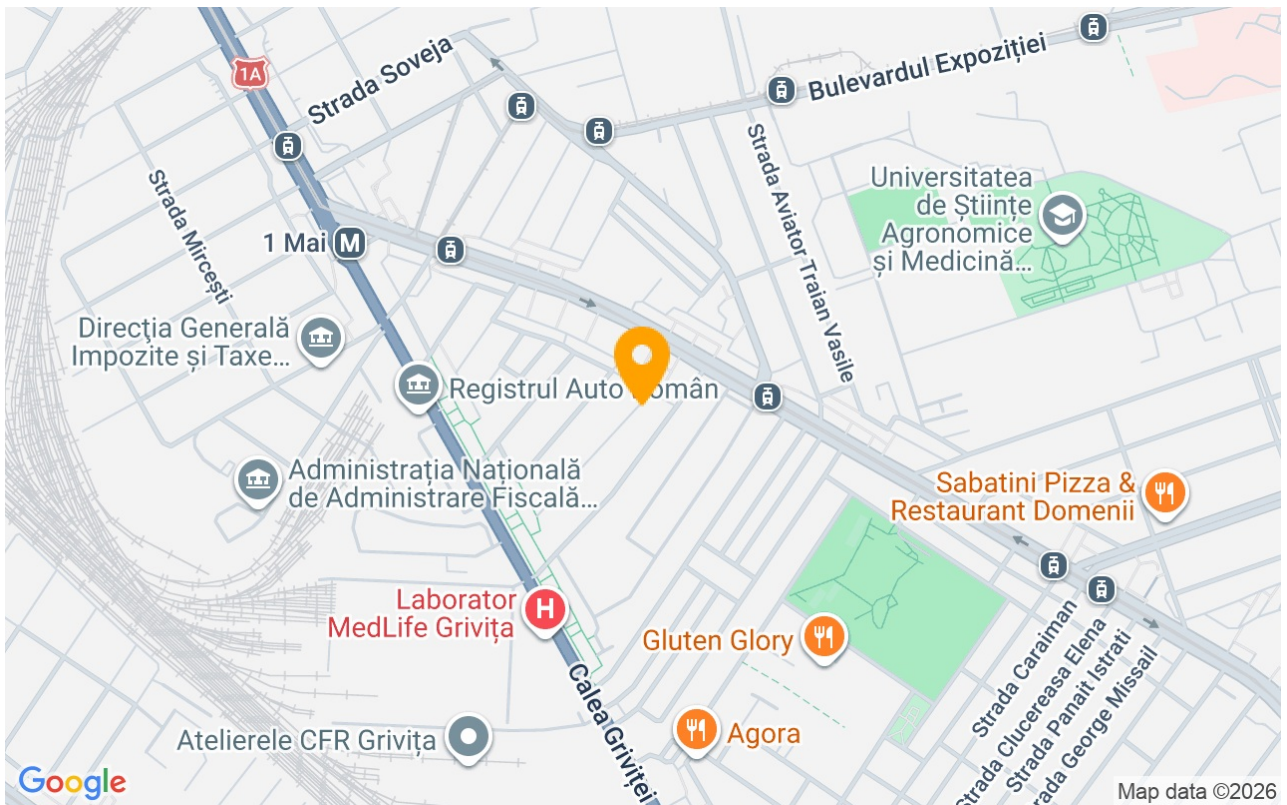 1A
Strada Soveja
Bulevardul Expoziției
Strada Mircești
Strada Aviator Traian Vasile
Universitatea
de Științe
Agronomice
și Medicină...
1 Mai M
Direcţia Generală
Impozite și Taxe...
Registrul Auto Român
Administrația Națională
de Administrare Fiscală...
Sabatini Pizza &
Restaurant Domenii
Laborator
MedLife Grivița
H
Gluten Glory
Calea Griviței
Agora
Atelierele CFR Grivița
Strada Caraiman
Strada Clucereasa Elena
Strada Panait Istrati
rada George Missail
Google
Map data ©2026